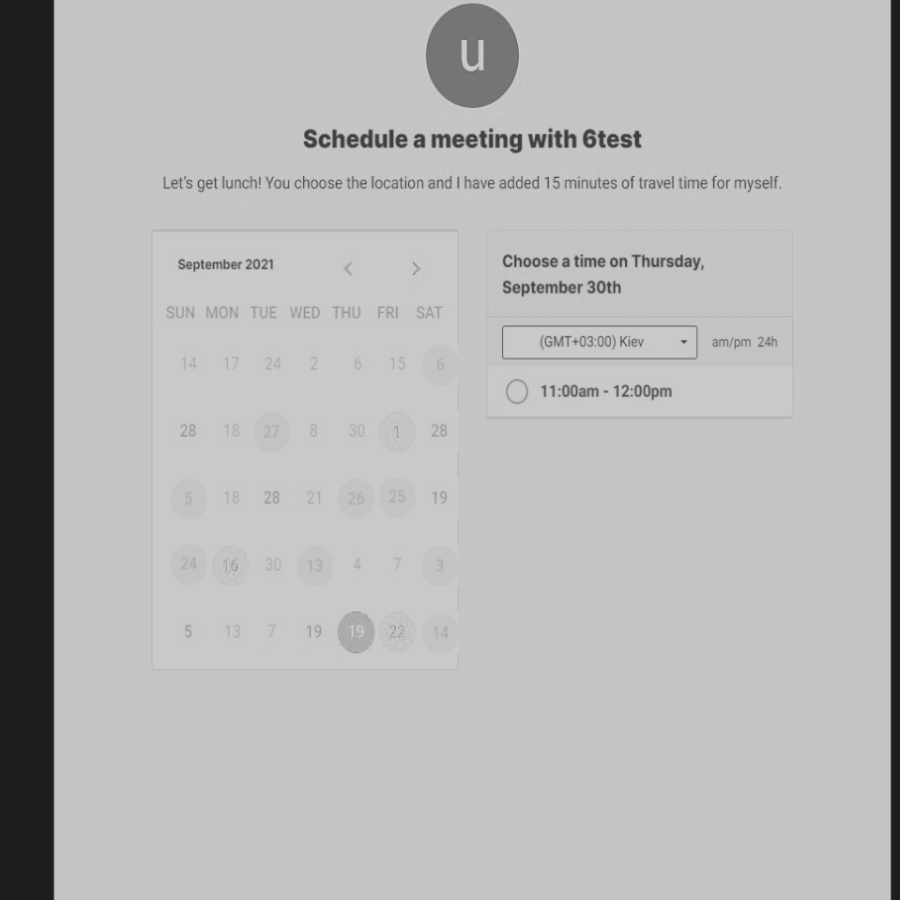 u
Schedule a meeting with 6test
Let's get lunch! You choose the location and I have added 15 minutes of travel time for myself.
September 2021
SUN MON TUE WED THU FRI SAT
14 17 24 2 6 15 6
28 18 27 8 30 1 28
5 18 28 21 26 25 19
24 16 30 13 4 7 3
5 13 7 19 19 22 14
Choose a time on Thursday,
September 30th
(GMT+03:00) Kiev am/pm 24h
11:00am - 12:00pm